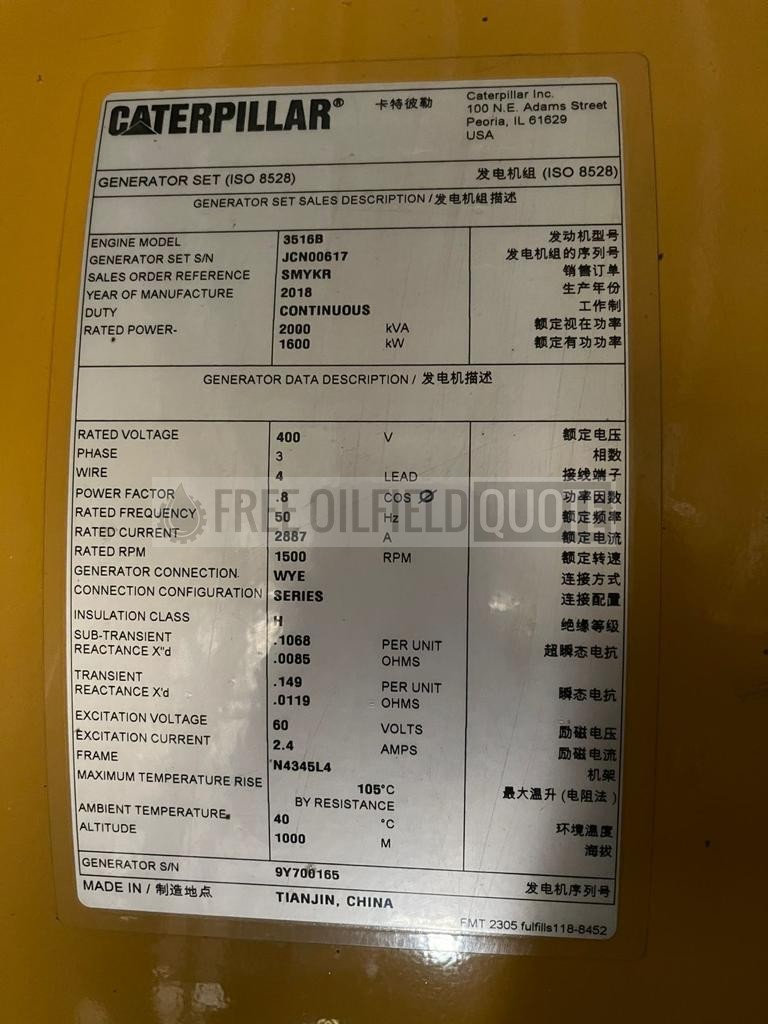 CATERPILLAR® 卡特彼勒 Caterpillar Inc.
100 N.E. Adams Street
Peoria, IL 61629
USA
GENERATOR SET (ISO 8528) 发电机组 (ISO 8528)
GENERATOR SET SALES DESCRIPTION / 发电机组描述
ENGINE MODEL 3516B 发动机型号
GENERATOR SET S/N JCN00617 发电机组的序列号
SALES ORDER REFERENCE SMYKR 销售订单
YEAR OF MANUFACTURE 2018 生产年份
DUTY CONTINUOUS 工作制
RATED POWER- 2000 kVA 额定视在功率
1600 kW 额定有功功率
GENERATOR DATA DESCRIPTION / 发电机描述
RATED VOLTAGE 400 V 额定电压
PHASE 3 相数
WIRE 4 LEAD 接线端子
POWER FACTOR .8 COS Ø 功率因数
FREE OILFIELD QUOTE
RATED FREQUENCY 50 Hz 额定频率
RATED CURRENT 2887 A 额定电流
RATED RPM 1500 RPM 额定转速
GENERATOR CONNECTION WYE 连接方式
CONNECTION CONFIGURATION SERIES 连接配置
INSULATION CLASS H 绝缘等级
SUB-TRANSIENT .1068 PER UNIT 超瞬态电抗
REACTANCE X"d .0085 OHMS
TRANSIENT .149 PER UNIT 瞬态电抗
REACTANCE X'd .0119 OHMS
EXCITATION VOLTAGE 60 VOLTS 励磁电压
EXCITATION CURRENT 2.4 AMPS 励磁电流
FRAME N4345L4 机架
MAXIMUM TEMPERATURE RISE 105°C 最大温升 (电阻法)
BY RESISTANCE
AMBIENT TEMPERATURE 40 °C 环境温度
ALTITUDE 1000 M 海拔
GENERATOR S/N 9Y700165 发电机序列号
MADE IN / 制造地点 TIANJIN, CHINA
FMT 2305 fulfills118-8452